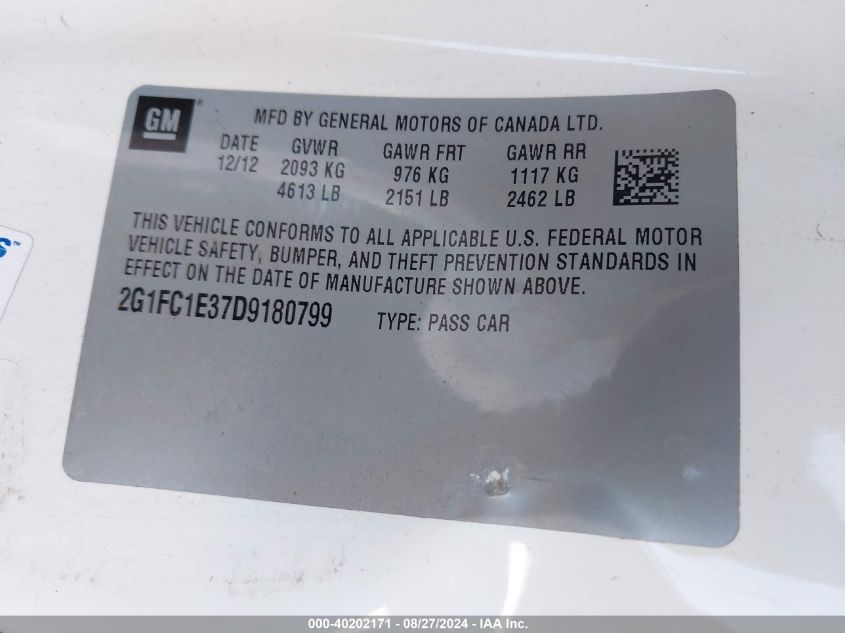 GM
MFD BY GENERAL MOTORS OF CANADA LTD.
DATE GVWR GAWR FRT GAWR RR
12/12 2093 KG 976 KG 1117 KG
4613 LB 2151 LB 2462 LB
THIS VEHICLE CONFORMS TO ALL APPLICABLE U.S. FEDERAL MOTOR
VEHICLE SAFETY, BUMPER, AND THEFT PREVENTION STANDARDS IN
EFFECT ON THE DATE OF MANUFACTURE SHOWN ABOVE.
2G1FC1E37D9180799 TYPE: PASS CAR
000-40202171 - 08/27/2024 - IAA Inc.